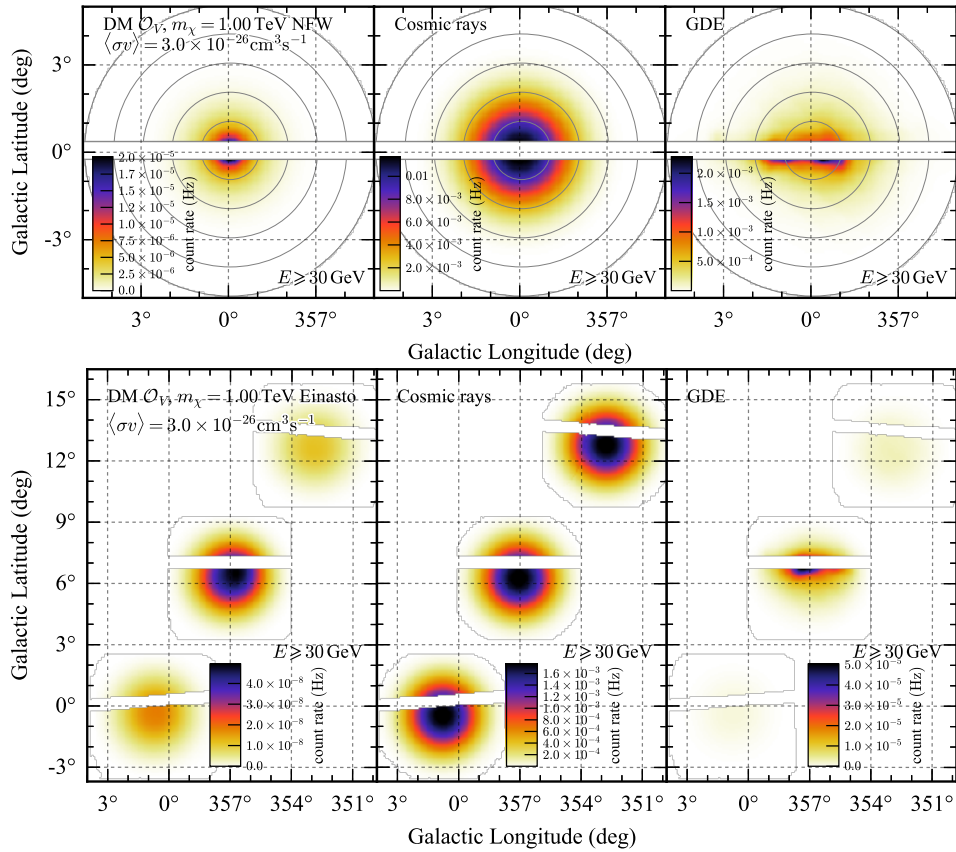 DM 𝒪_V, m_χ = 1.00 TeV NFW
⟨σv⟩ = 3.0 × 10⁻²⁶ cm³s⁻¹
Cosmic rays
GDE
Galactic Latitude (deg)
3°
0°
-3°
2.0 × 10⁻⁵
1.7 × 10⁻⁵
1.5 × 10⁻⁵
1.2 × 10⁻⁵
1.0 × 10⁻⁵
7.5 × 10⁻⁶
5.0 × 10⁻⁶
2.5 × 10⁻⁶
0.0
count rate (Hz)
E ⩾ 30 GeV
0.01
8.0 × 10⁻³
6.0 × 10⁻³
4.0 × 10⁻³
2.0 × 10⁻³
count rate (Hz)
E ⩾ 30 GeV
2.0 × 10⁻³
1.5 × 10⁻³
1.0 × 10⁻³
5.0 × 10⁻⁴
0.0
count rate (Hz)
E ⩾ 30 GeV
3° 0° 357° 3° 0° 357° 3° 0° 357°
Galactic Longitude (deg)
DM 𝒪_V, m_χ = 1.00 TeV Einasto
⟨σv⟩ = 3.0 × 10⁻²⁶ cm³s⁻¹
Cosmic rays
GDE
Galactic Latitude (deg)
15°
12°
9°
6°
3°
0°
-3°
E ⩾ 30 GeV
4.0 × 10⁻⁸
3.0 × 10⁻⁸
2.0 × 10⁻⁸
1.0 × 10⁻⁸
0.0
count rate (Hz)
E ⩾ 30 GeV
1.6 × 10⁻³
1.4 × 10⁻³
1.2 × 10⁻³
1.0 × 10⁻³
8.0 × 10⁻⁴
6.0 × 10⁻⁴
4.0 × 10⁻⁴
2.0 × 10⁻⁴
count rate (Hz)
E ⩾ 30 GeV
5.0 × 10⁻⁵
4.0 × 10⁻⁵
3.0 × 10⁻⁵
2.0 × 10⁻⁵
1.0 × 10⁻⁵
0.0
count rate (Hz)
3° 0° 357° 354° 351° 3° 0° 357° 354° 351° 3° 0° 357° 354° 351°
Galactic Longitude (deg)